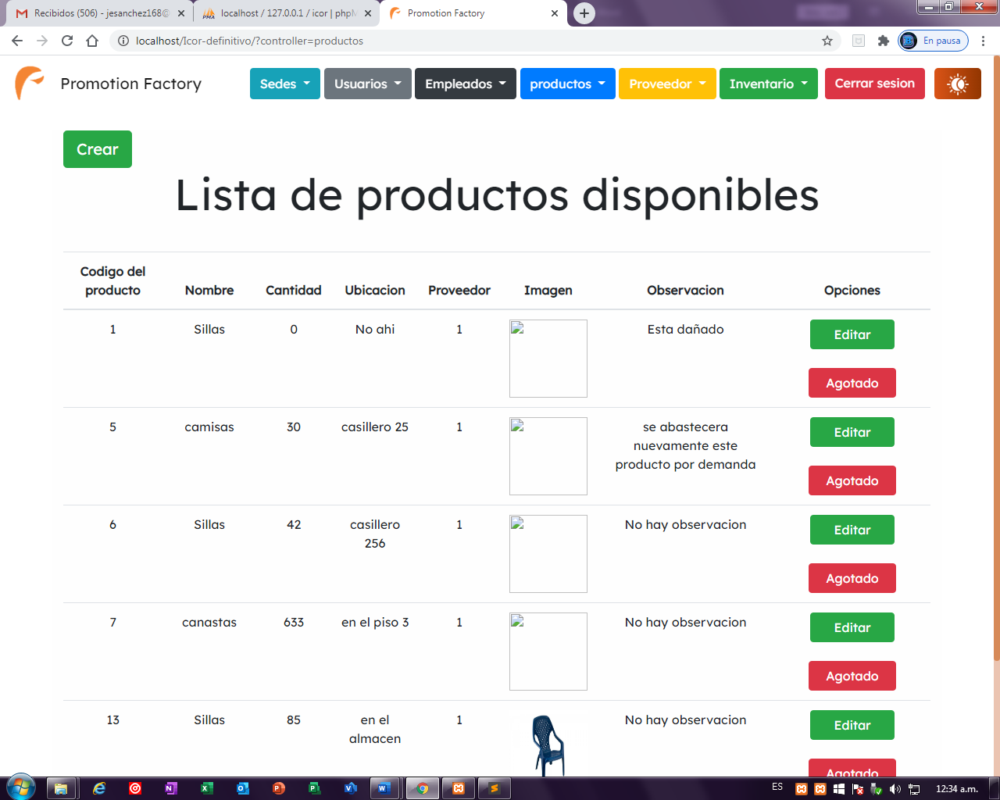 Recibidos (506) - jesanchez168@
localhost / 127.0.0.1 / icor | phpM
Promotion Factory
localhost/Icor-definitivo/?controller=productos
En pausa
Promotion Factory
Sedes
Usuarios
Empleados
productos
Proveedor
Inventario
Cerrar sesion
Crear
Lista de productos disponibles
Codigo del producto Nombre Cantidad Ubicacion Proveedor Imagen Observacion Opciones
1 Sillas 0 No ahi 1 Esta dañado Editar
Agotado
5 camisas 30 casillero 25 1 se abastecera nuevamente este producto por demanda Editar
Agotado
6 Sillas 42 casillero 256 1 No hay observacion Editar
Agotado
7 canastas 633 en el piso 3 1 No hay observacion Editar
Agotado
13 Sillas 85 en el almacen 1 No hay observacion Editar
Agotado
ES
12:34 a.m.